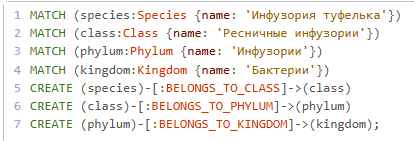 1 MATCH (species:Species {name: 'Инфузория туфелька'})
2 MATCH (class:Class {name: 'Ресничные инфузории'})
3 MATCH (phylum:Phylum {name: 'Инфузории'})
4 MATCH (kingdom:Kingdom {name: 'Бактерии'})
5 CREATE (species)-[:BELONGS_TO_CLASS]->(class)
6 CREATE (class)-[:BELONGS_TO_PHYLUM]->(phylum)
7 CREATE (phylum)-[:BELONGS_TO_KINGDOM]->(kingdom);